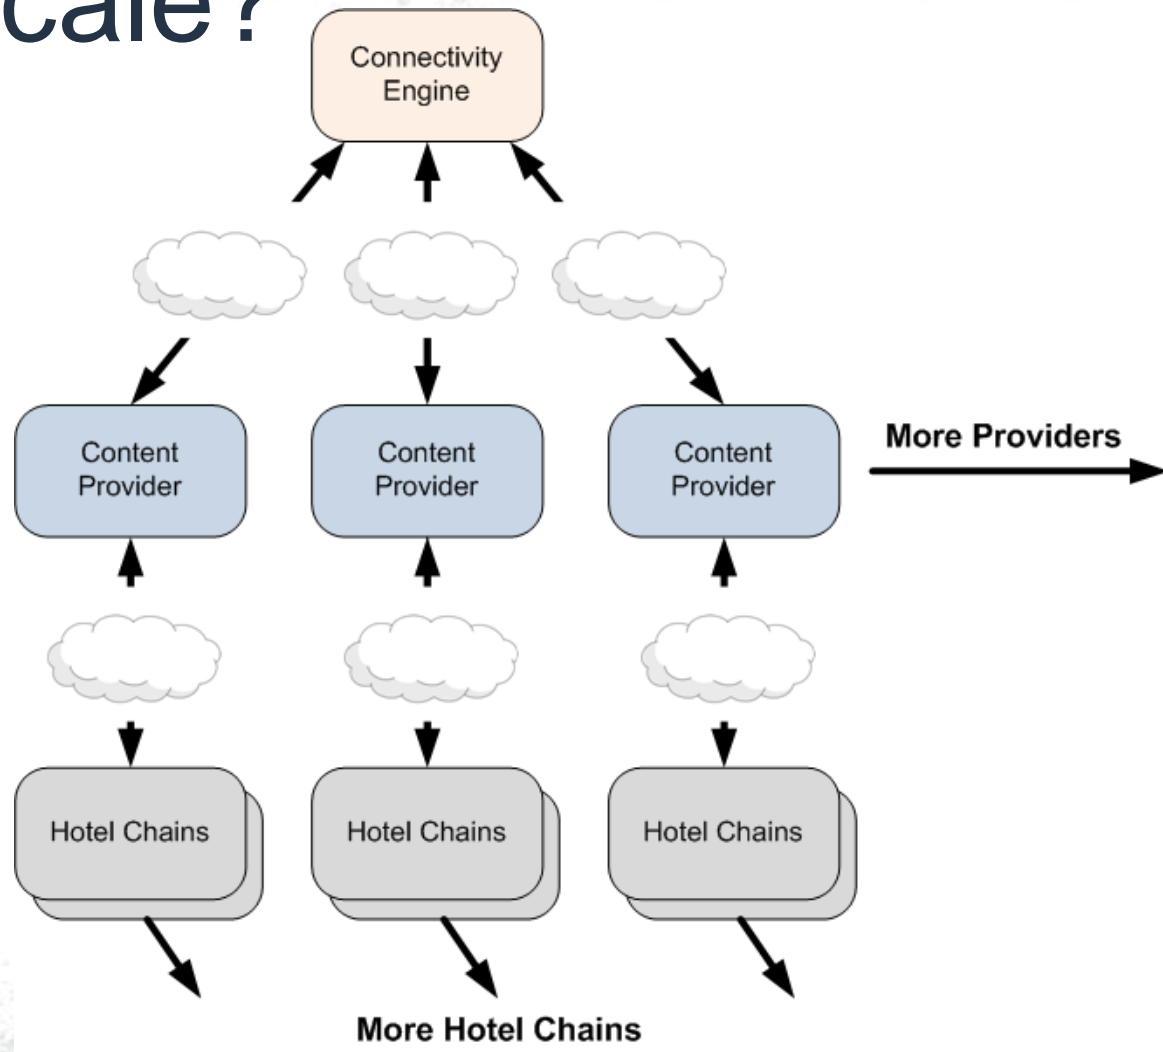 cale?
Connectivity
Engine
Content
Provider
Content
Provider
Content
Provider
More Providers
Hotel Chains
Hotel Chains
Hotel Chains
More Hotel Chains